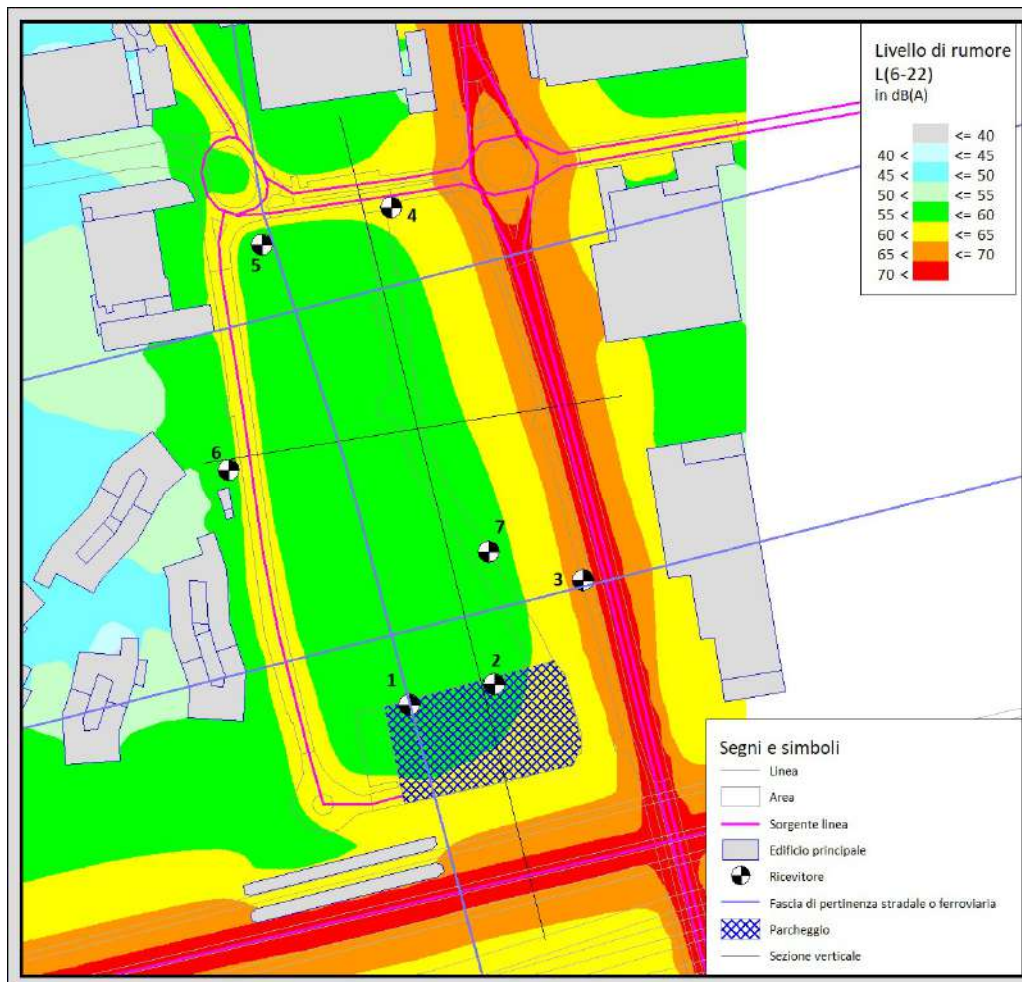 Livello di rumore
L(6-22)
in dB(A)
<= 40
40 < <= 45
45 < <= 50
50 < <= 55
55 < <= 60
60 < <= 65
65 < <= 70
70 <
4
5
6
7
3
2
1
Segni e simboli
Linea
Area
Sorgente linea
Edificio principale
Ricevitore
Fascia di pertinenza stradale o ferroviaria
Parcheggio
Sezione verticale